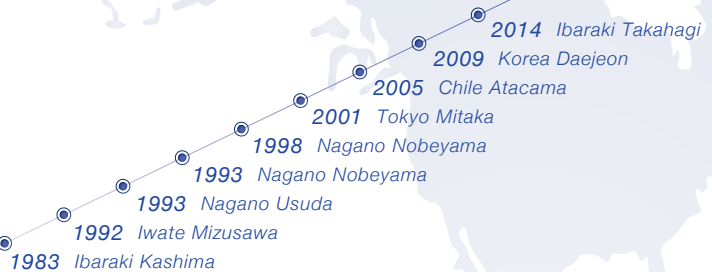 2014 Ibaraki Takahagi
2009 Korea Daejeon
2005 Chile Atacama
2001 Tokyo Mitaka
1998 Nagano Nobeyama
1993 Nagano Nobeyama
1993 Nagano Usuda
1992 Iwate Mizusawa
1983 Ibaraki Kashima